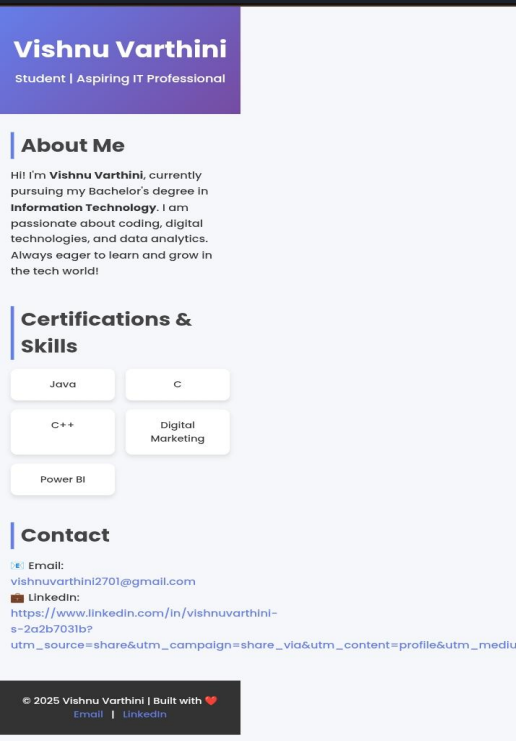 Vishnu Varthini
Student | Aspiring IT Professional
About Me
Hi! I'm Vishnu Varthini, currently
pursuing my Bachelor's degree in
Information Technology. I am
passionate about coding, digital
technologies, and data analytics.
Always eager to learn and grow in
the tech world!
Certifications &
Skills
Java
C
C++
Digital
Marketing
Power BI
Contact
📧 Email:
vishnuvarthini2701@gmail.com
💼 LinkedIn:
https://www.linkedin.com/in/vishnuvarthini-
s-2a2b7031b?
utm_source=share&utm_campaign=share_via&utm_content=profile&utm_mediu
© 2025 Vishnu Varthini | Built with ❤️
Email | LinkedIn